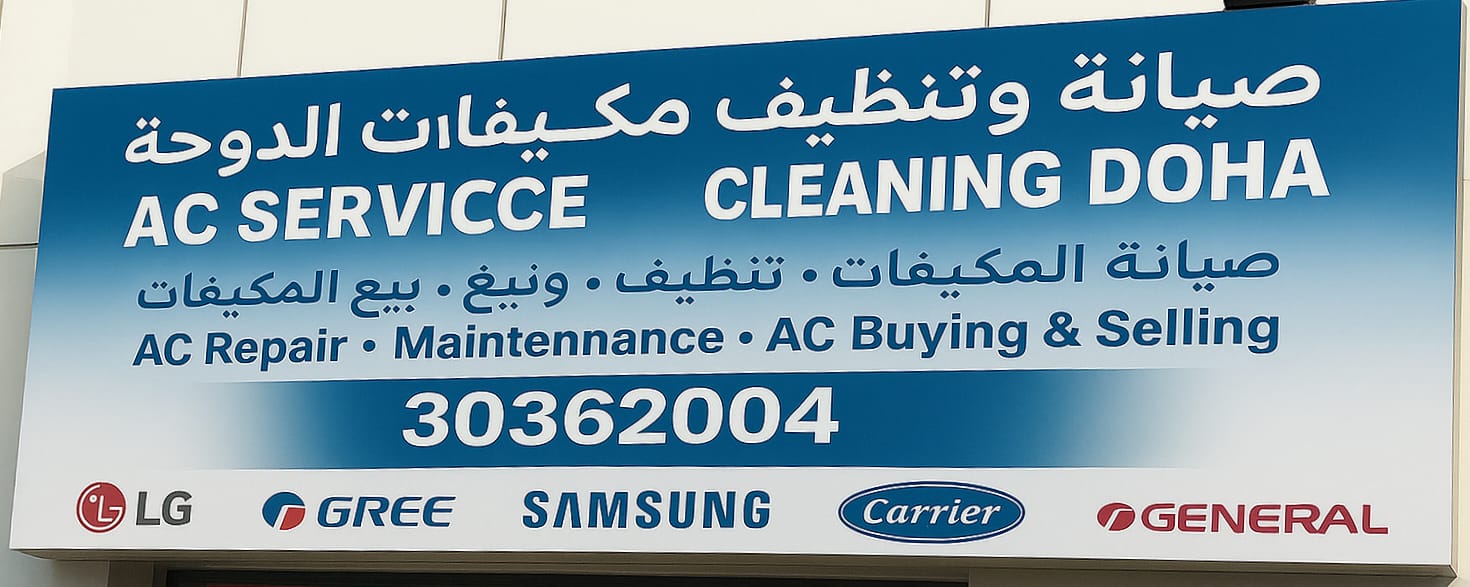 صيانة وتنظيف مكيفاات الدوحة
AC SERVICCE CLEANING DOHA
صيانة المكيفات • تنظيف • ونيغ • بيع المكيفات
AC Repair • Maintennance • AC Buying & Selling
30362004
LG GREE SAMSUNG Carrier GENERAL